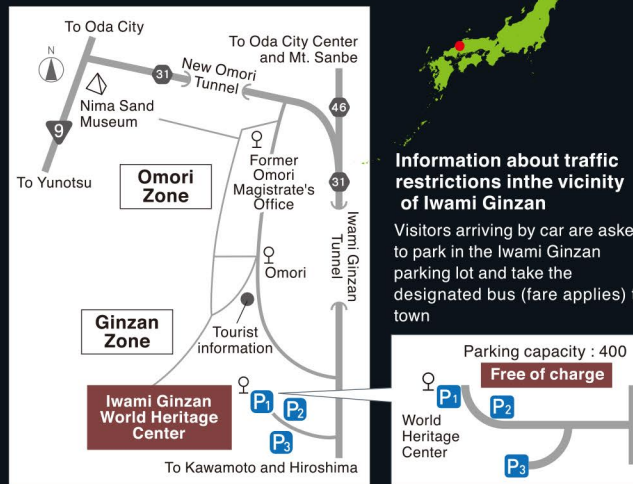 To Oda City
N
To Oda City Center
and Mt. Sanbe
31
New Omori
Tunnel
46
Nima Sand
Museum
9
To Yunotsu
Omori
Zone
Former
Omori
Magistrate's
Office
31
Iwami Ginzan
Tunnel
Omori
Ginzan
Zone
Tourist
information
Iwami Ginzan
World Heritage
Center
P1
P2
P3
To Kawamoto and Hiroshima
Information about traffic
restrictions inthe vicinity
of Iwami Ginzan
Visitors arriving by car are aske
to park in the Iwami Ginzan
parking lot and take the
designated bus (fare applies)
town
Parking capacity : 400
Free of charge
P1
P2
World
Heritage
Center
P3